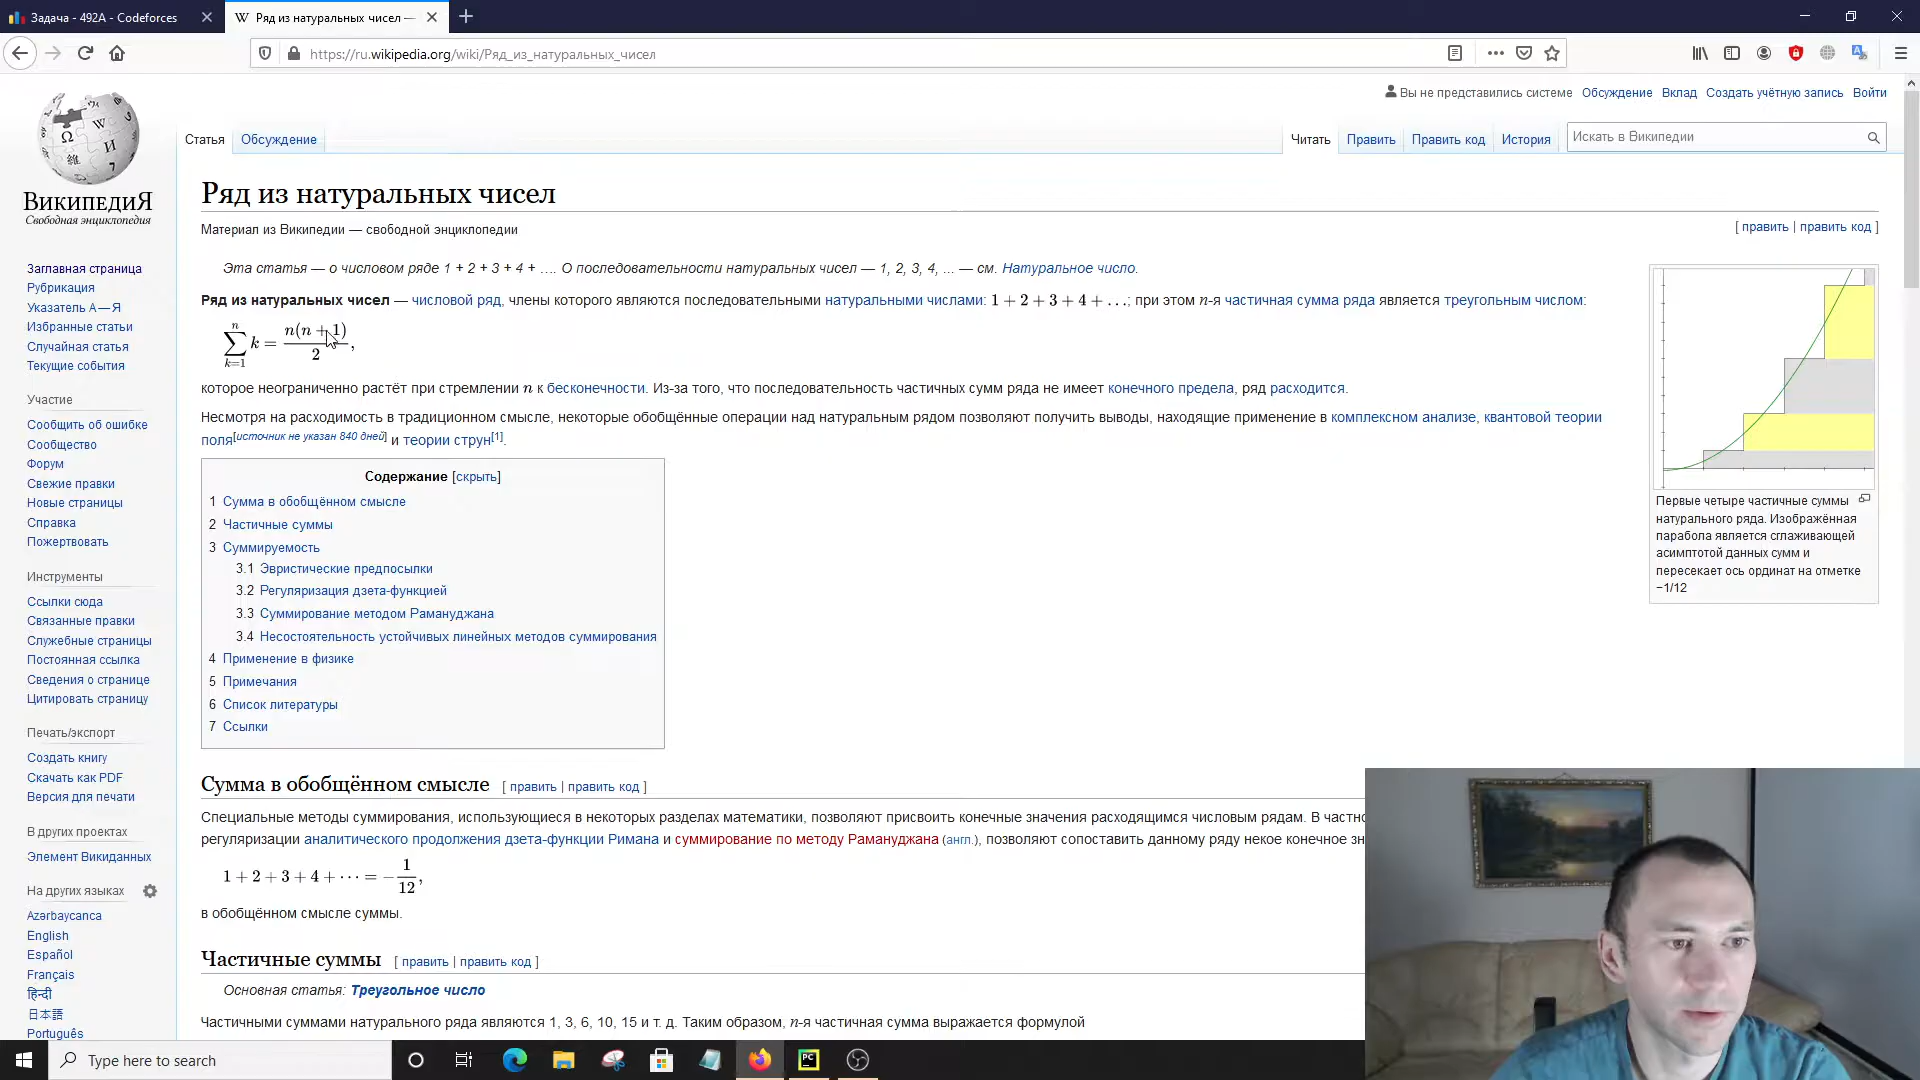 Задача - 492A - Codeforces
Ряд из натуральных чисел —
https://ru.wikipedia.org/wiki/Ряд_из_натуральных_чисел
Вы не представились системе Обсуждение Вклад Создать учётную запись Войти
Статья Обсуждение Читать Править Править код История Искать в Википедии
ВикипедиЯ
Свободная энциклопедия
Ряд из натуральных чисел
Материал из Википедии — свободной энциклопедии
[ править | править код ]
Эта статья — о числовом ряде 1 + 2 + 3 + 4 + …. О последовательности натуральных чисел — 1, 2, 3, 4, ... — см. Натуральное число.
Ряд из натуральных чисел — числовой ряд, члены которого являются последовательными натуральными числами: 1 + 2 + 3 + 4 + …; при этом n-я частичная сумма ряда является треугольным числом:
n
∑ k = n(n + 1)
k=1 2 ,
которое неограниченно растёт при стремлении n к бесконечности. Из-за того, что последовательность частичных сумм ряда не имеет конечного предела, ряд расходится.
Несмотря на расходимость в традиционном смысле, некоторые обобщённые операции над натуральным рядом позволяют получить выводы, находящие применение в комплексном анализе, квантовой теории
поля[источник не указан 840 дней] и теории струн[1].
Содержание [скрыть]
1 Сумма в обобщённом смысле
2 Частичные суммы
3 Суммируемость
3.1 Эвристические предпосылки
3.2 Регуляризация дзета-функцией
3.3 Суммирование методом Рамануджана
3.4 Несостоятельность устойчивых линейных методов суммирования
4 Применение в физике
5 Примечания
6 Список литературы
7 Ссылки
Первые четыре частичные суммы
натурального ряда. Изображённая
парабола является сглаживающей
асимптотой данных сумм и
пересекает ось ординат на отметке
−1/12
Сумма в обобщённом смысле [ править | править код ]
Специальные методы суммирования, использующиеся в некоторых разделах математики, позволяют присвоить конечные значения расходящимся числовым рядам. В частно
регуляризации аналитического продолжения дзета-функции Римана и суммирование по методу Рамануджана (англ.), позволяют сопоставить данному ряду некое конечное зн
1 + 2 + 3 + 4 + ⋯ = − 1
12 ,
в обобщённом смысле суммы.
Частичные суммы [ править | править код ]
Основная статья: Треугольное число
Частичными суммами натурального ряда являются 1, 3, 6, 10, 15 и т. д. Таким образом, n-я частичная сумма выражается формулой
Заглавная страница
Рубрикация
Указатель А — Я
Избранные статьи
Случайная статья
Текущие события
Участие
Сообщить об ошибке
Сообщество
Форум
Свежие правки
Новые страницы
Справка
Пожертвовать
Инструменты
Ссылки сюда
Связанные правки
Служебные страницы
Постоянная ссылка
Сведения о странице
Цитировать страницу
Печать/экспорт
Создать книгу
Скачать как PDF
Версия для печати
В других проектах
Элемент Викиданных
На других языках
Azərbaycanca
English
Español
Français
हिन्दी
日本語
Português
Type here to search